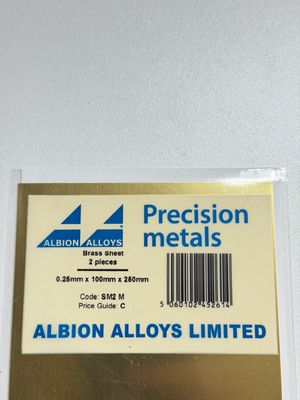 Precision
metals
ALBION ALLOYS
Brass Sheet
2 pieces
0.25mm x 100mm x 250mm
Code: SM2 M
Price Guide: C
5 060102 452614
ALBION ALLOYS LIMITED